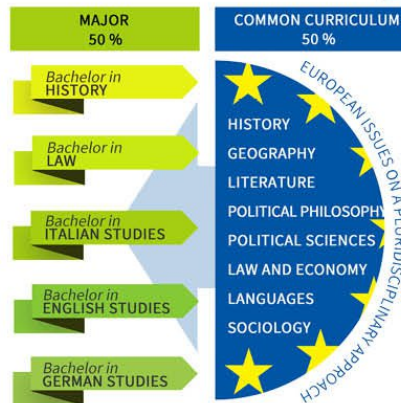 MAJOR
50 %
COMMON CURRICULUM
50 %
Bachelor in
HISTORY
Bachelor in
LAW
Bachelor in
ITALIAN STUDIES
Bachelor in
ENGLISH STUDIES
Bachelor in
GERMAN STUDIES
HISTORY
GEOGRAPHY
LITERATURE
POLITICAL PHILOSOPHY
POLITICAL SCIENCES
LAW AND ECONOMY
LANGUAGES
SOCIOLOGY
EUROPEAN ISSUES ON A PLURIDISCIPLINARY APPROACH